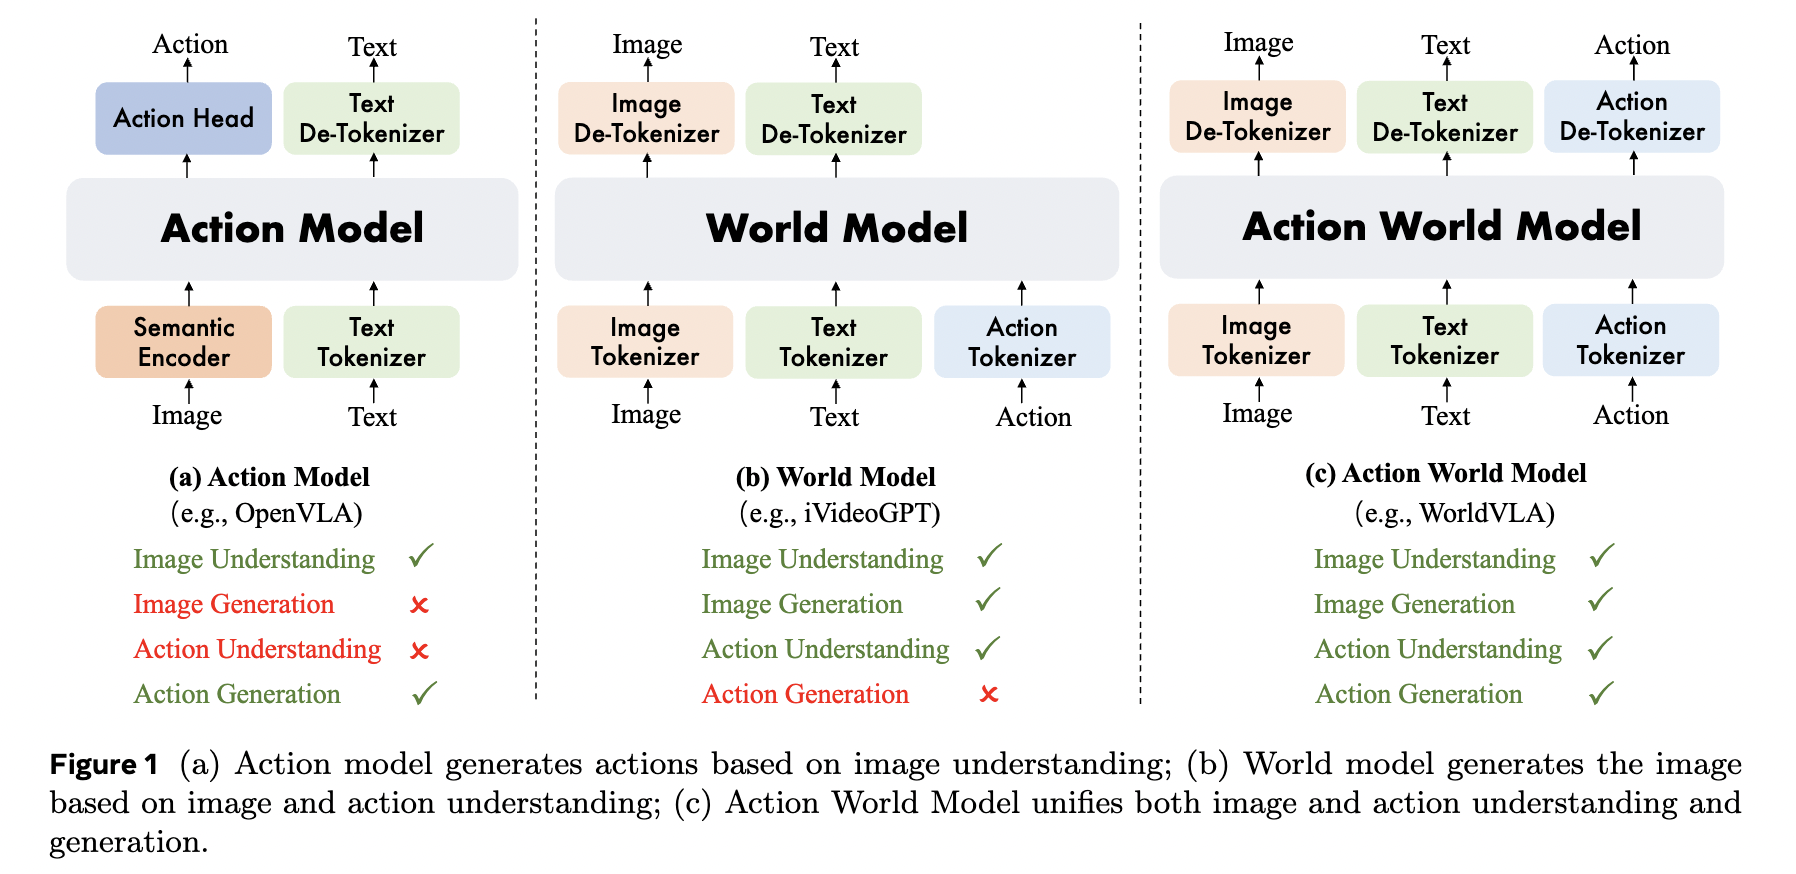 Action
Text
Action Head
Text
De-Tokenizer
Action Model
Semantic
Encoder
Text
Tokenizer
Image
Text
(a) Action Model
(e.g., OpenVLA)
Image Understanding ✓
Image Generation ✗
Action Understanding ✗
Action Generation ✓
Image
Text
Image
De-Tokenizer
Text
De-Tokenizer
World Model
Image
Tokenizer
Text
Tokenizer
Action
Tokenizer
Image
Text
Action
(b) World Model
(e.g., iVideoGPT)
Image Understanding ✓
Image Generation ✓
Action Understanding ✓
Action Generation ✗
Image
Text
Action
Image
De-Tokenizer
Text
De-Tokenizer
Action
De-Tokenizer
Action World Model
Image
Tokenizer
Text
Tokenizer
Action
Tokenizer
Image
Text
Action
(c) Action World Model
(e.g., WorldVLA)
Image Understanding ✓
Image Generation ✓
Action Understanding ✓
Action Generation ✓
Figure 1 (a) Action model generates actions based on image understanding; (b) World model generates the image
based on image and action understanding; (c) Action World Model unifies both image and action understanding and
generation.